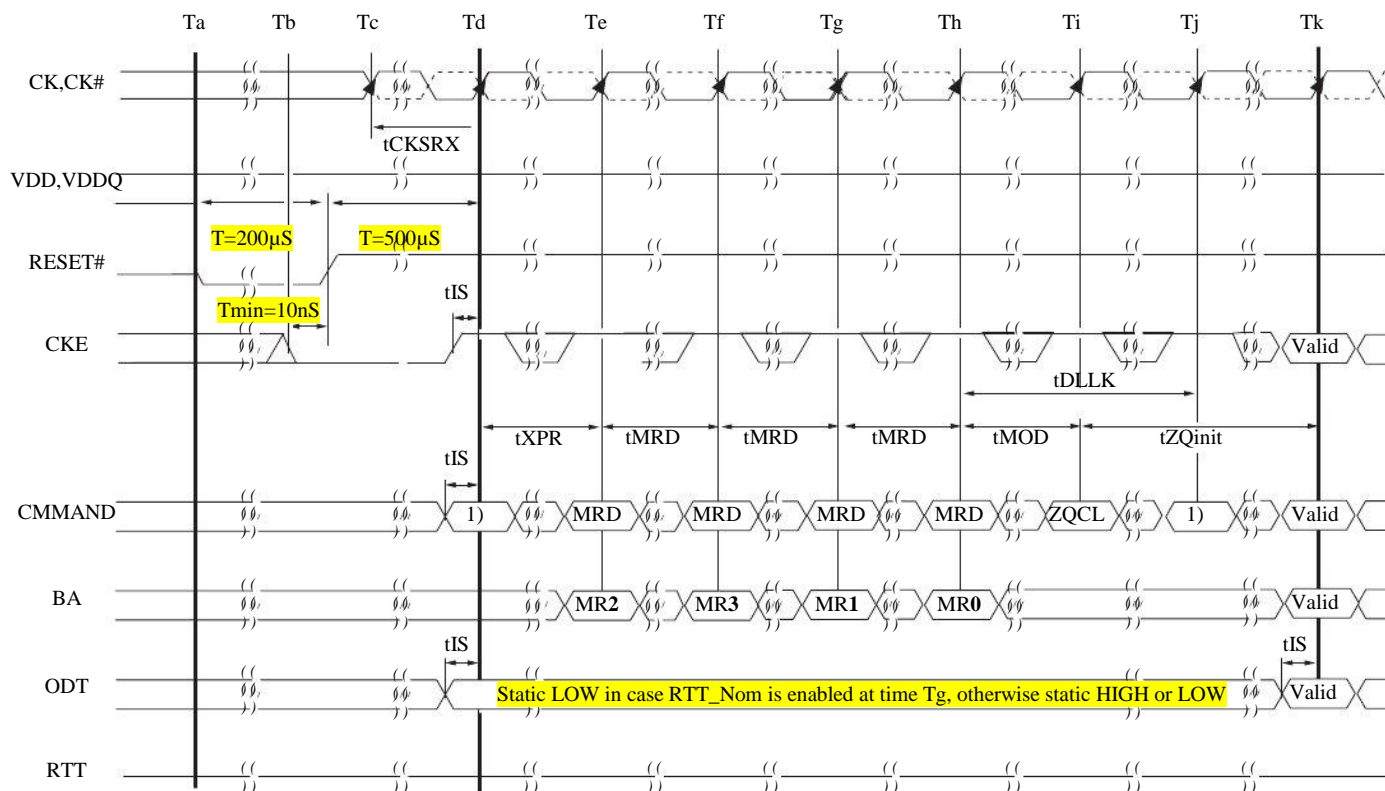 Ta Tb Tc Td Te Tf Tg Th Ti Tj Tk
CK,CK#
tCKSRX
VDD,VDDQ
T=200µS T=500µS
RESET#
Tmin=10nS tIS
CKE Valid
tDLLK
tXPR tMRD tMRD tMRD tMOD tZQinit
tIS
CMMAND 1) MRD MRD MRD MRD ZQCL 1) Valid
BA MR2 MR3 MR1 MR0 Valid
tIS tIS
ODT Static LOW in case RTT_Nom is enabled at time Tg, otherwise static HIGH or LOW Valid
RTT